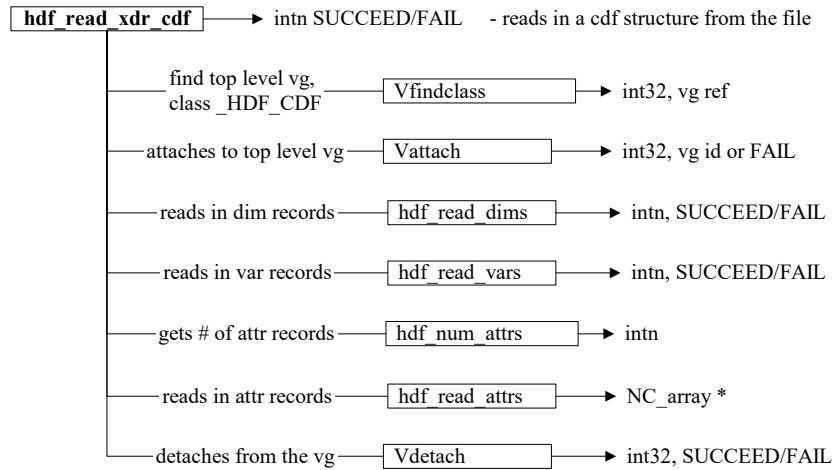 hdf_read_xdr_cdf intn SUCCEED/FAIL - reads in a cdf structure from the file
find top level vg,
class _HDF_CDF Vfindclass int32, vg ref
attaches to top level vg Vattach int32, vg id or FAIL
reads in dim records hdf_read_dims intn, SUCCEED/FAIL
reads in var records hdf_read_vars intn, SUCCEED/FAIL
gets # of attr records hdf_num_attrs intn
reads in attr records hdf_read_attrs NC_array *
detaches from the vg Vdetach int32, SUCCEED/FAIL